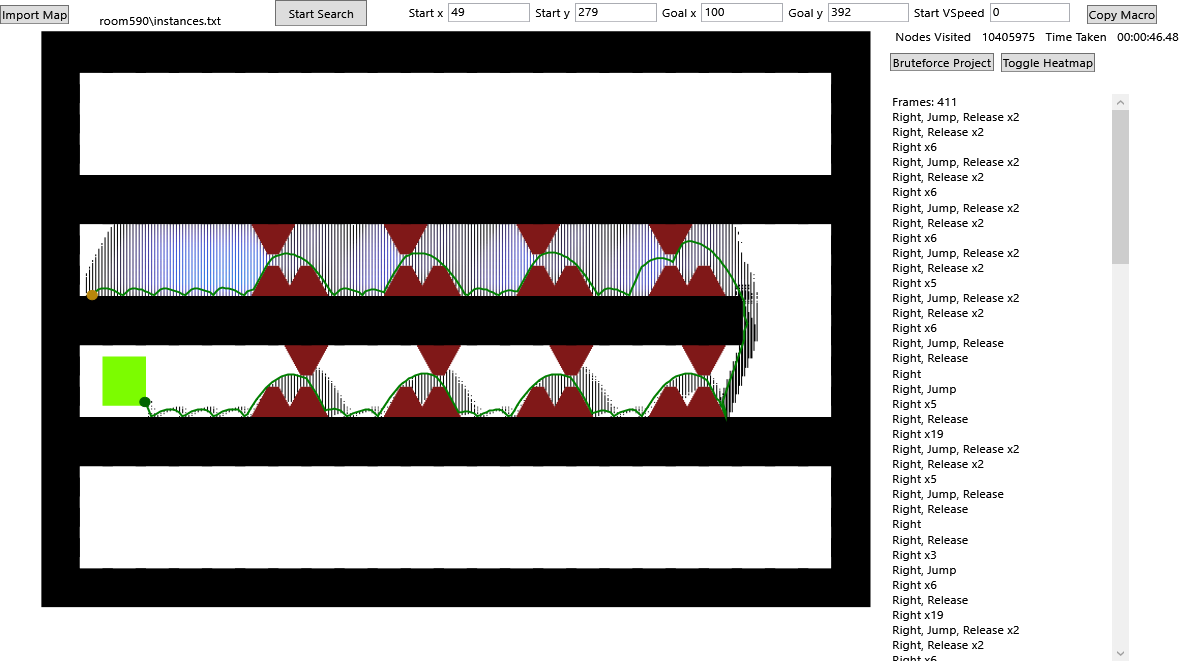 Import Map room590\instances.txt Start Search Start x 49 Start y 279 Goal x 100 Goal y 392 Start VSpeed 0 Copy Macro
Nodes Visited 10405975 Time Taken 00:00:46.48
Bruteforce Project Toggle Heatmap
Frames: 411
Right, Jump, Release x2
Right, Release x2
Right x6
Right, Jump, Release x2
Right, Release x2
Right x6
Right, Jump, Release x2
Right, Release x2
Right x6
Right, Jump, Release x2
Right, Release x2
Right x5
Right, Jump, Release x2
Right, Release x2
Right x6
Right, Jump, Release
Right, Release
Right
Right, Jump
Right x5
Right, Release
Right x19
Right, Jump, Release x2
Right, Release x2
Right x5
Right, Jump, Release
Right, Release
Right
Right, Release
Right x3
Right, Jump
Right x6
Right, Release
Right x19
Right, Jump, Release x2
Right, Release x2
Right x6